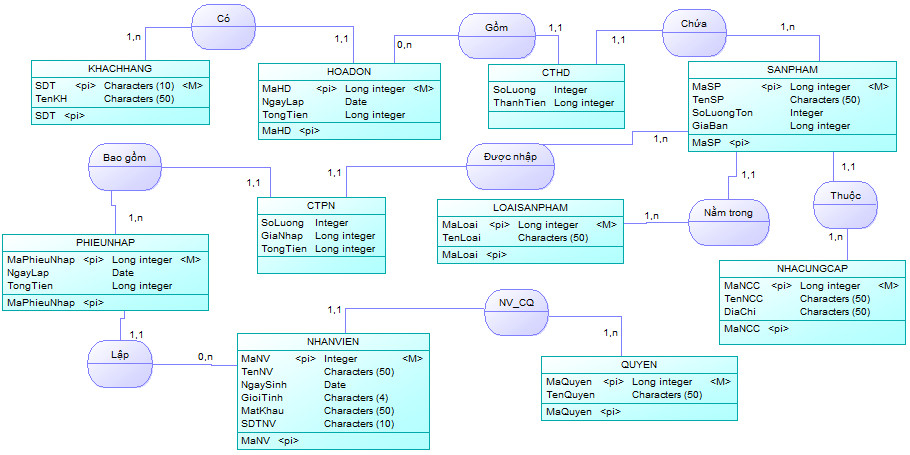 Có
Gồm
Chứa
1,n
1,1
0,n
1,1
1,1
1,n
KHACHHANG
SDT <pi> Characters (10) <M>
TenKH Characters (50)
SDT <pi>
HOADON
MaHD <pi> Long integer <M>
NgayLap Date
TongTien Long integer
MaHD <pi>
CTHD
SoLuong Integer
ThanhTien Long integer
SANPHAM
MaSP <pi> Long integer <M>
TenSP Characters (50)
SoLuongTon Integer
GiaBan Long integer
MaSP <pi>
Bao gồm
Được nhập
1,n
1,1
1,1
1,1
1,1
1,n
CTPN
SoLuong Integer
GiaNhap Long integer
TongTien Long integer
LOAISANPHAM
MaLoai <pi> Long integer <M>
TenLoai Characters (50)
MaLoai <pi>
1,n
Nằm trong
Thuộc
1,n
PHIEUNHAP
MaPhieuNhap <pi> Long integer <M>
NgayLap Date
TongTien Long integer
MaPhieuNhap <pi>
NHACUNGCAP
MaNCC <pi> Long integer <M>
TenNCC Characters (50)
DiaChi Characters (50)
MaNCC <pi>
1,1
NV_CQ
1,n
1,1
Lập
0,n
NHANVIEN
MaNV <pi> Integer <M>
TenNV Characters (50)
NgaySinh Date
GioiTinh Characters (4)
MatKhau Characters (50)
SDTNV Characters (10)
MaNV <pi>
QUYEN
MaQuyen <pi> Long integer <M>
TenQuyen Characters (50)
MaQuyen <pi>